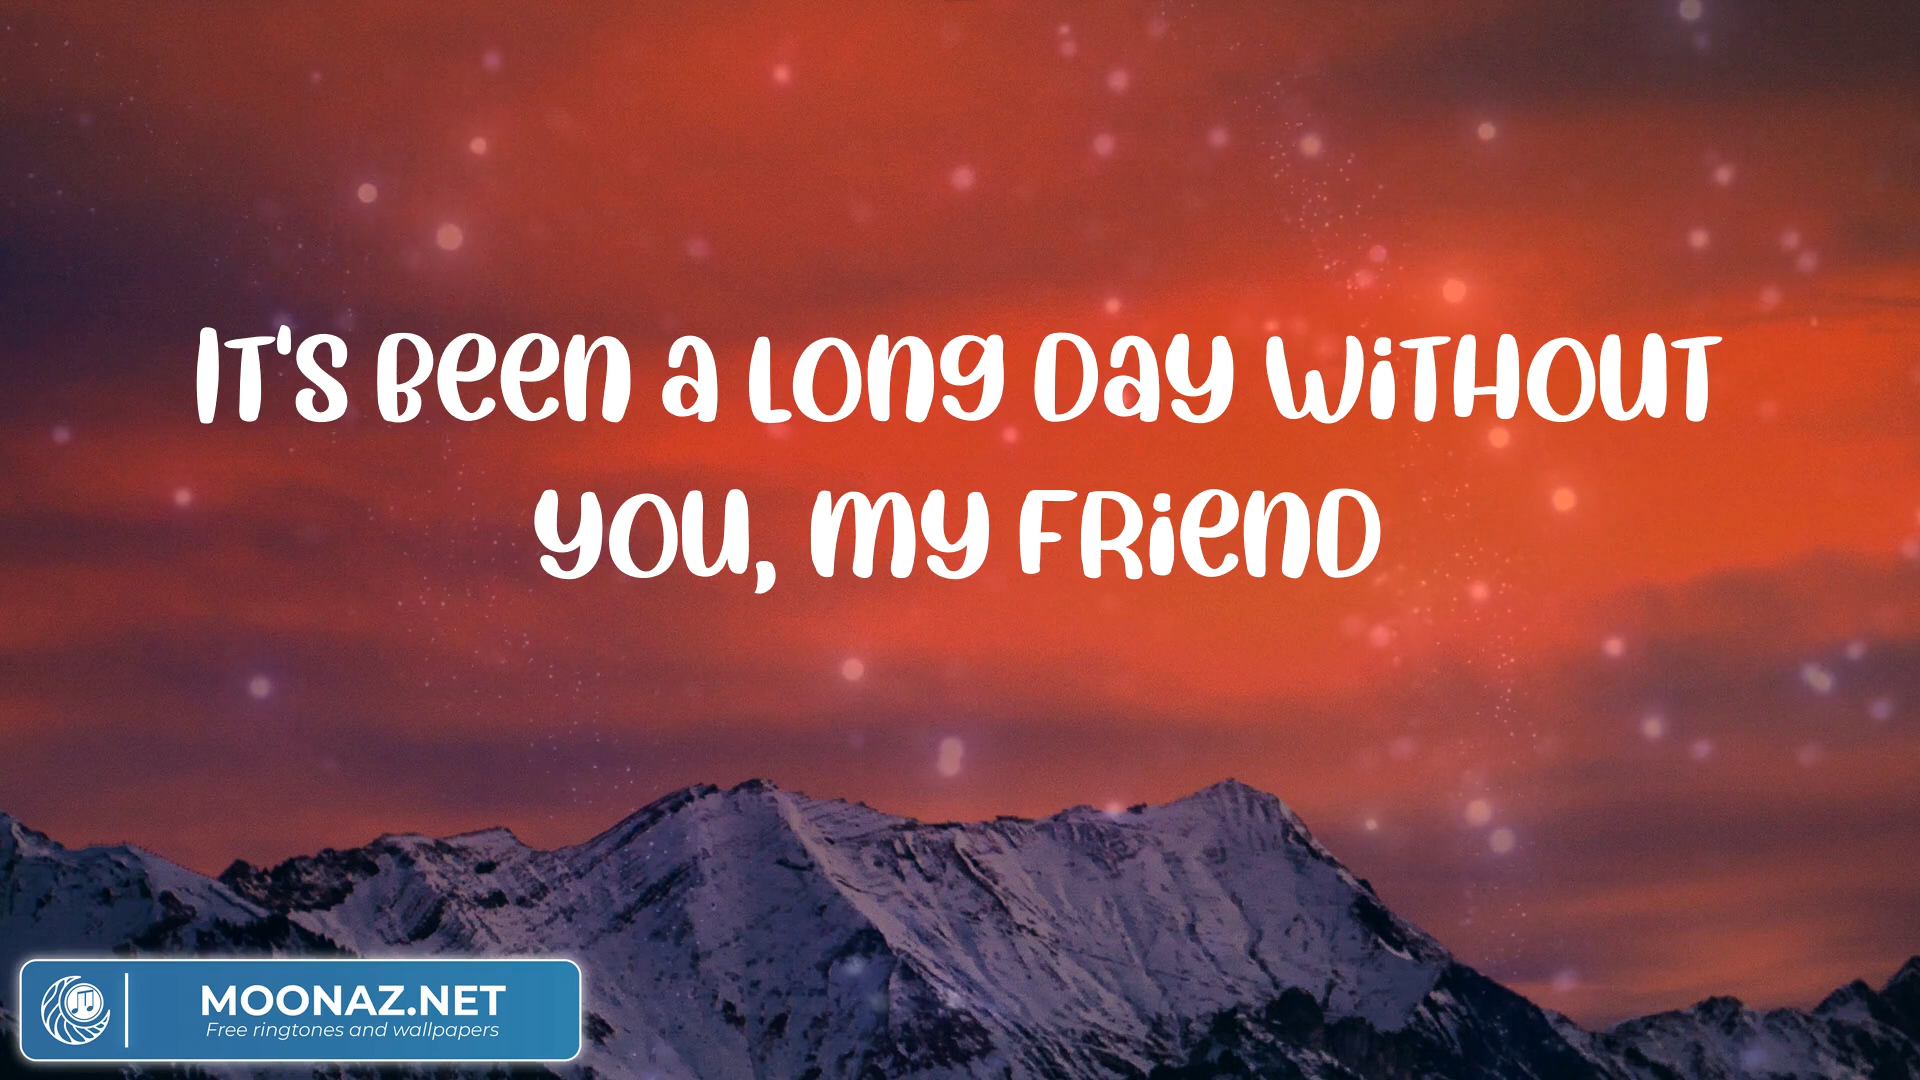 It's been a long day without
you, my friend
MOONAZ.NET
Free ringtones and wallpapers